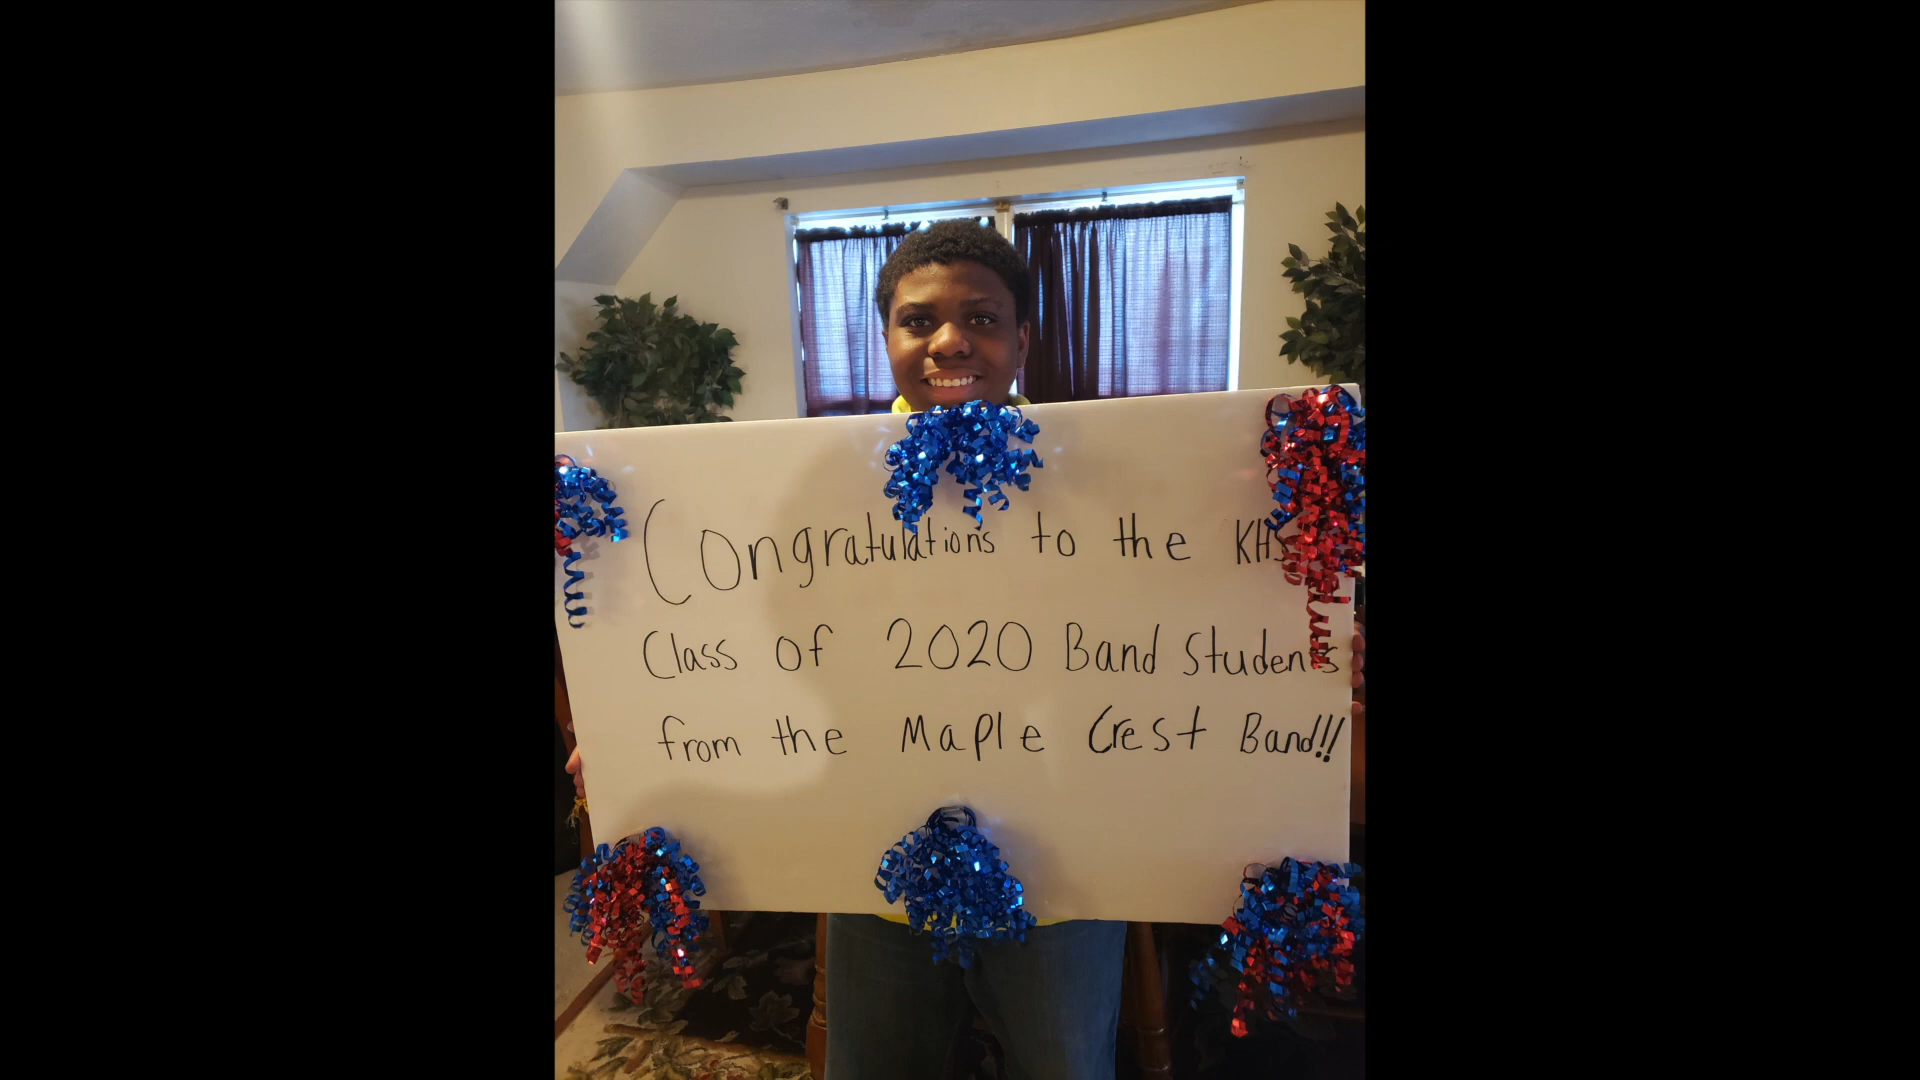 Congratulations to the KHS
Class of 2020 Band Students
from the Maple Crest Band!!